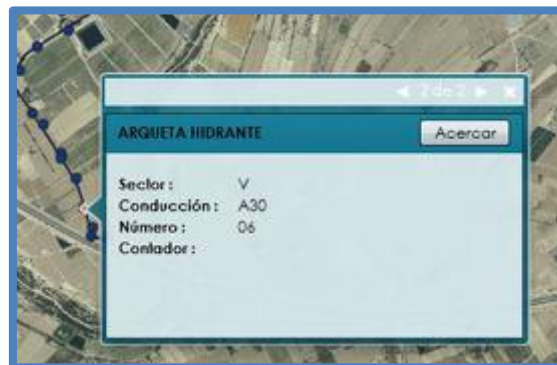 2 de 2
ARQUETA HIDRANTE
Acercar
Sector : V
Conducción : A30
Número : 06
Contador :